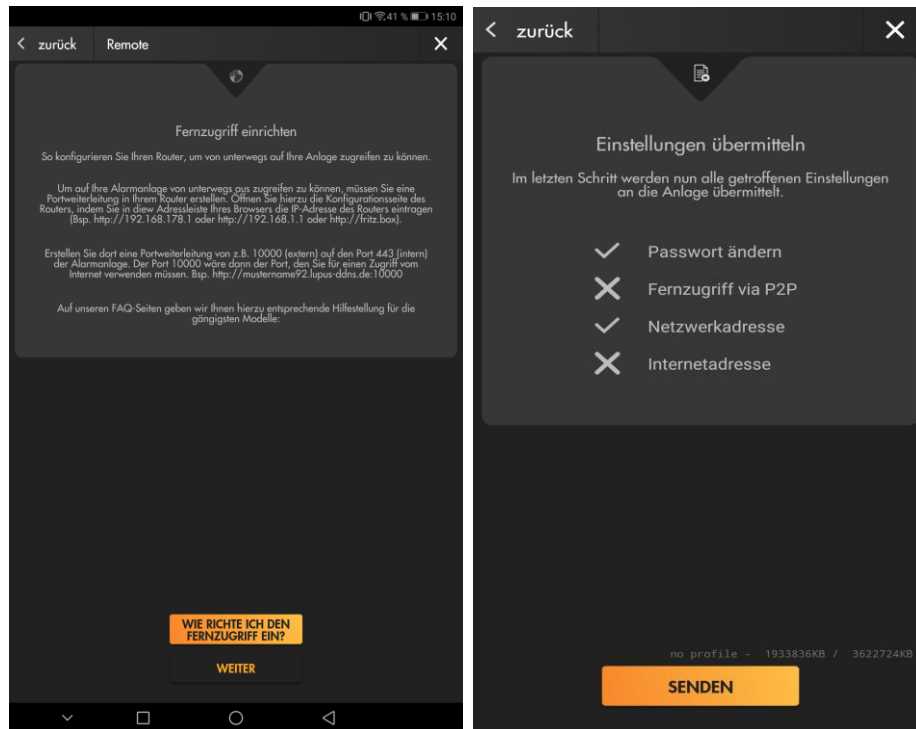 41 % 15:10
zurück Remote
Fernzugriff einrichten
So konfigurieren Sie Ihren Router, um von unterwegs auf Ihre Anlage zugreifen zu können.
Um auf Ihre Alarmanlage von unterwegs aus zugreifen zu können, müssen Sie eine
Portweiterleitung in Ihrem Router erstellen. Öffnen Sie hierzu die Konfigurationsseite des
Routers, indem Sie in diew Adressleiste Ihres Browsers die IP-Adresse des Routers eintragen
(Bsp. http://192.168.178.1 oder http://192.168.1.1 oder http://fritz.box).
Erstellen Sie dort eine Portweiterleitung von z.B. 10000 (extern) auf den Port 443 (intern)
der Alarmanlage. Der Port 10000 wäre dann der Port, den Sie für einen Zugriff vom
Internet verwenden müssen. Bsp. http://mustername92.lupus-ddns.de:10000
Auf unseren FAQ-Seiten geben wir Ihnen hierzu entsprechende Hilfestellung für die
gängigsten Modelle:
WIE RICHTE ICH DEN
FERNZUGRIFF EIN?
WEITER
zurück
Einstellungen übermitteln
Im letzten Schritt werden nun alle getroffenen Einstellungen
an die Anlage übermittelt.
Passwort ändern
Fernzugriff via P2P
Netzwerkadresse
Internetadresse
no profile - 1933836KB / 3622724KB
SENDEN